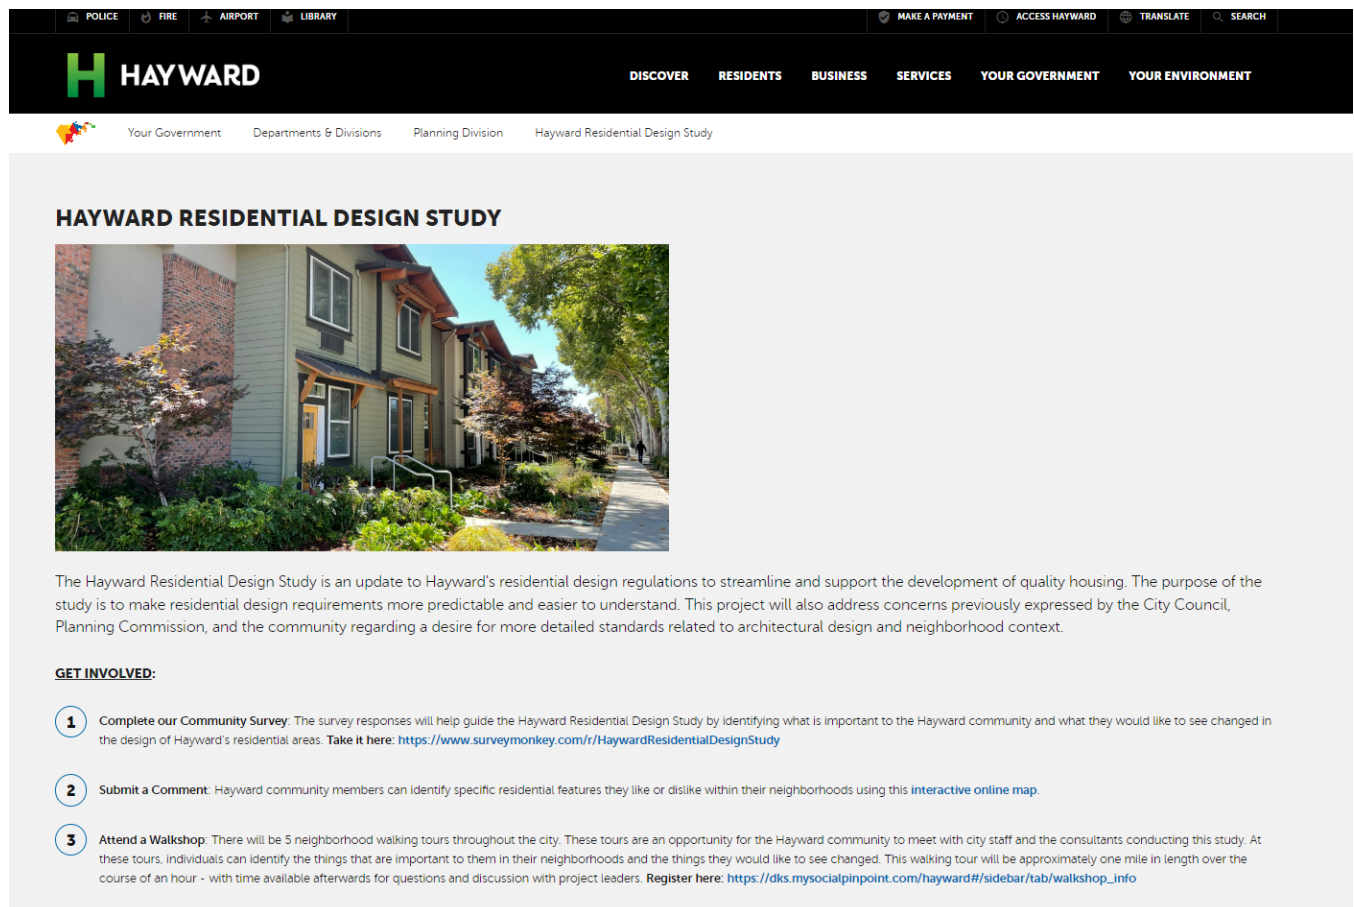 POLICE FIRE AIRPORT LIBRARY MAKE A PAYMENT ACCESS HAYWARD TRANSLATE SEARCH
H HAYWARD DISCOVER RESIDENTS BUSINESS SERVICES YOUR GOVERNMENT YOUR ENVIRONMENT
Your Government Departments & Divisions Planning Division Hayward Residential Design Study
HAYWARD RESIDENTIAL DESIGN STUDY
The Hayward Residential Design Study is an update to Hayward's residential design regulations to streamline and support the development of quality housing. The purpose of the
study is to make residential design requirements more predictable and easier to understand. This project will also address concerns previously expressed by the City Council,
Planning Commission, and the community regarding a desire for more detailed standards related to architectural design and neighborhood context.
GET INVOLVED:
1 Complete our Community Survey: The survey responses will help guide the Hayward Residential Design Study by identifying what is important to the Hayward community and what they would like to see changed in
the design of Hayward's residential areas. Take it here: https://www.surveymonkey.com/r/HaywardResidentialDesignStudy
2 Submit a Comment: Hayward community members can identify specific residential features they like or dislike within their neighborhoods using this interactive online map.
3 Attend a Walkshop: There will be 5 neighborhood walking tours throughout the city. These tours are an opportunity for the Hayward community to meet with city staff and the consultants conducting this study. At
these tours, individuals can identify the things that are important to them in their neighborhoods and the things they would like to see changed. This walking tour will be approximately one mile in length over the
course of an hour - with time available afterwards for questions and discussion with project leaders. Register here: https://dks.mysocialpinpoint.com/hayward#/sidebar/tab/walkshop_info